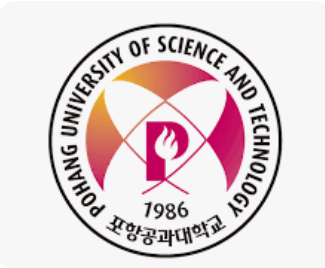 POHANG UNIVERSITY OF SCIENCE AND TECHNOLOGY
P
1986
포항공과대학교